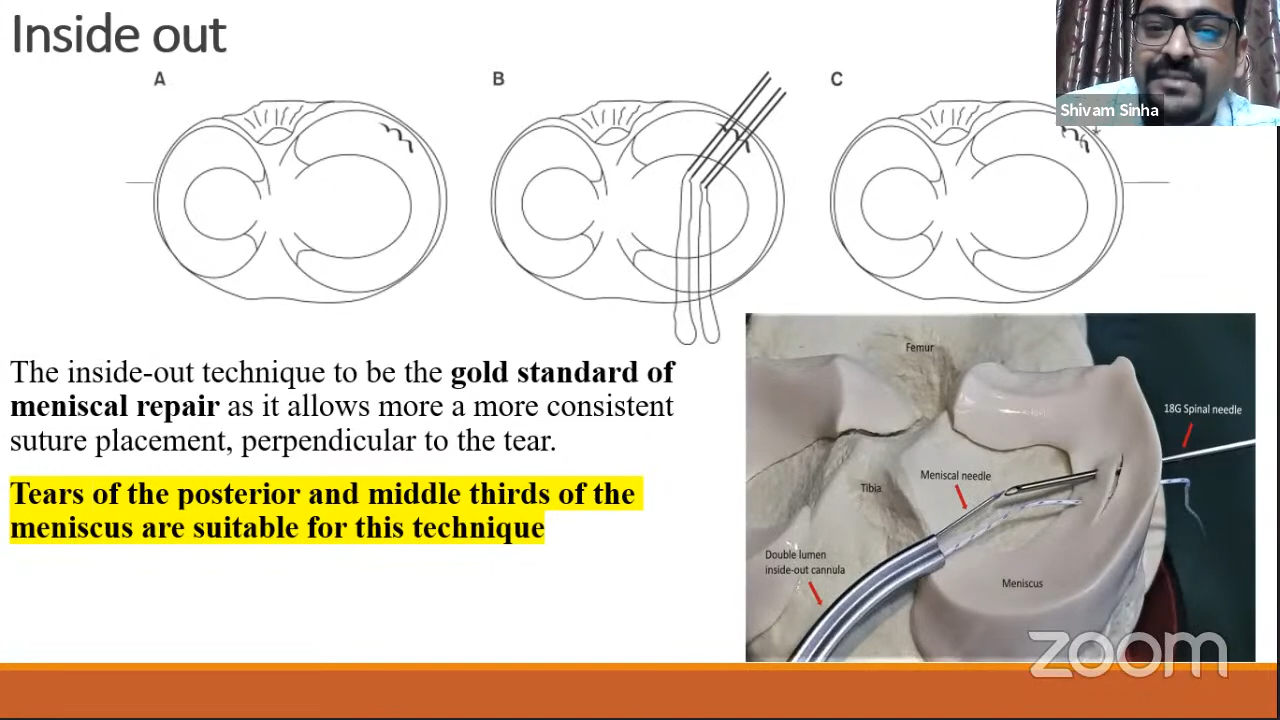 Inside out
A
B
C
Shivam Sinha
The inside-out technique to be the gold standard of
meniscal repair as it allows more a more consistent
suture placement, perpendicular to the tear.
Tears of the posterior and middle thirds of the
meniscus are suitable for this technique
Femur
18G Spinal needle
Meniscal needle
Tibia
Double lumen
inside-out cannula
Meniscus
zoom